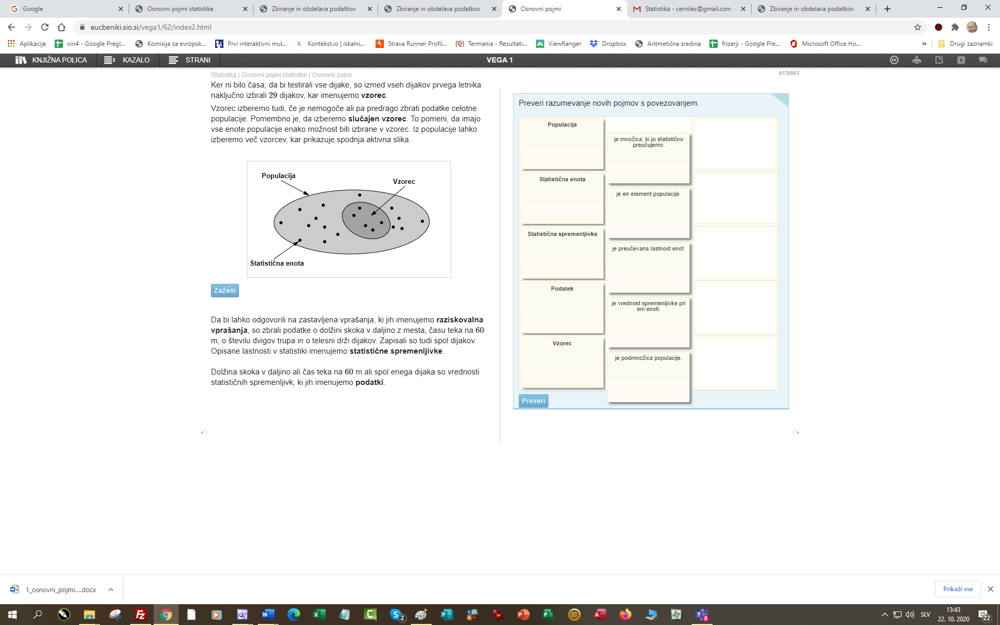 Google
Osnovni pojmi statistike
Zbiranje in obdelava podatkov
Zbiranje in obdelava podatkov
Osnovni pojmi
Statistika - cernilec@gmail.com -
Zbiranje in obdelava podatkov
eucbeniki.sio.si/vega1/62/index2.html
Aplikacije
viri4 - Google Pregl...
Komisija za evropsk...
Prvi interaktivni mul...
Kontekst.io | iskalni...
Strava Runner Profil...
Termania - Rezultati...
ViewRanger
Dropbox
Aritmetična sredina
frizerji - Google Pre...
Microsoft Office Ho...
»
Drugi zaznamki
KNJIŽNA POLICA
KAZALO
STRANI
VEGA 1
Statistika | Osnovni pojmi statistike | Osnovni pojmi
613/661
Ker ni bilo časa, da bi testirali vse dijake, so izmed vseh dijakov prvega letnika
naključno izbrali 29 dijakov, kar imenujemo vzorec.
Vzorec izberemo tudi, če je nemogoče ali pa predrago zbrati podatke celotne
populacije. Pomembno je, da izberemo slučajen vzorec. To pomeni, da imajo
vse enote populacije enako možnost biti izbrane v vzorec. Iz populacije lahko
izberemo več vzorcev, kar prikazuje spodnja aktivna slika.
Populacija
Vzorec
Statistična enota
Zaženi
Da bi lahko odgovorili na zastavljena vprašanja, ki jih imenujemo raziskovalna
vprašanja, so zbrali podatke o dolžini skoka v daljino z mesta, času teka na 60
m, o številu dvigov trupa in o telesni drži dijakov. Zapisali so tudi spol dijakov.
Opisane lastnosti v statistiki imenujemo statistične spremenljivke.
Dolžina skoka v daljino ali čas teka na 60 m ali spol enega dijaka so vrednosti
statističnih spremenljivk, ki jih imenujemo podatki.
<
Preveri razumevanje novih pojmov s povezovanjem.
Populacija
je množica, ki jo statistično
preučujemo.
Statistična enota
je en element populacije.
Statistična spremenljivka
je preučevana lastnost enot.
Podatek
je vrednost spremenljivke pri
eni enoti.
Vzorec
je podmnožica populacije.
Preveri
>
1_osnovni_pojmi....docx
Prikaži vse
SLV
13:43
22. 10. 2020
22